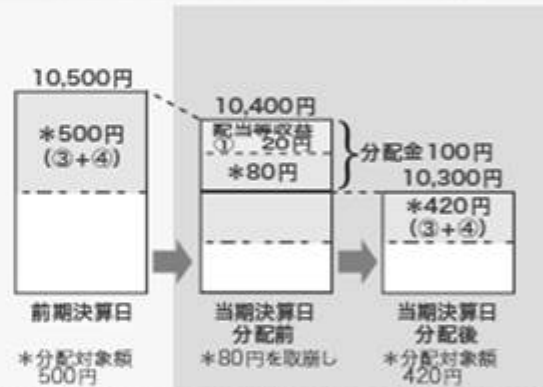 10,500円
*500円
(③+④)
前期決算日
*分配対象額
500円
10,400円
配当等収益
① 20円
*80円
分配金100円
当期決算日
分配前
*80円を取崩し
10,300円
*420円
(③+④)
当期決算日
分配後
*分配対象額
420円